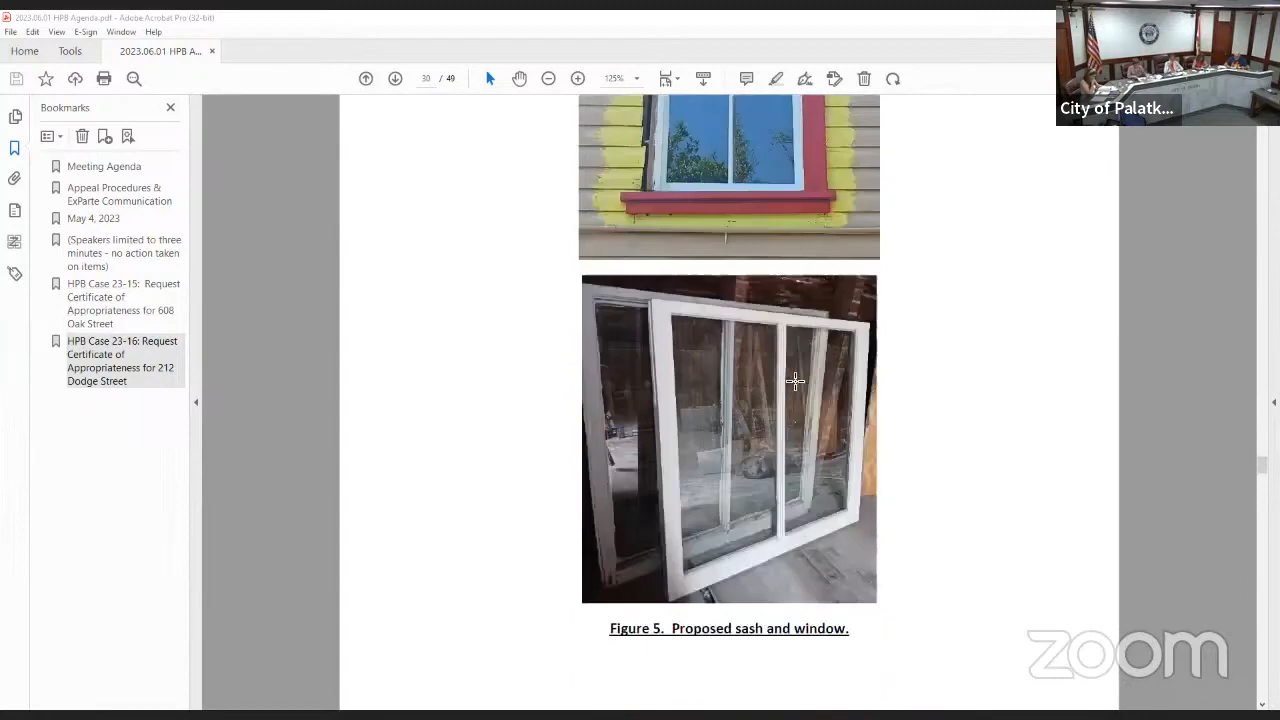 2023.06.01 HPB Agenda.pdf - Adobe Acrobat Pro (32-bit)
File Edit View E-Sign Window Help
Home Tools 2023.06.01 HPB A...
30 / 49 125%
Bookmarks
Meeting Agenda
Appeal Procedures &
ExParte Communication
May 4, 2023
(Speakers limited to three
minutes - no action taken
on items)
HPB Case 23-15: Request
Certificate of
Appropriateness for 608
Oak Street
HPB Case 23-16: Request
Certificate of
Appropriateness for 212
Dodge Street
City of Palatk...
Figure 5. Proposed sash and window.
zoom